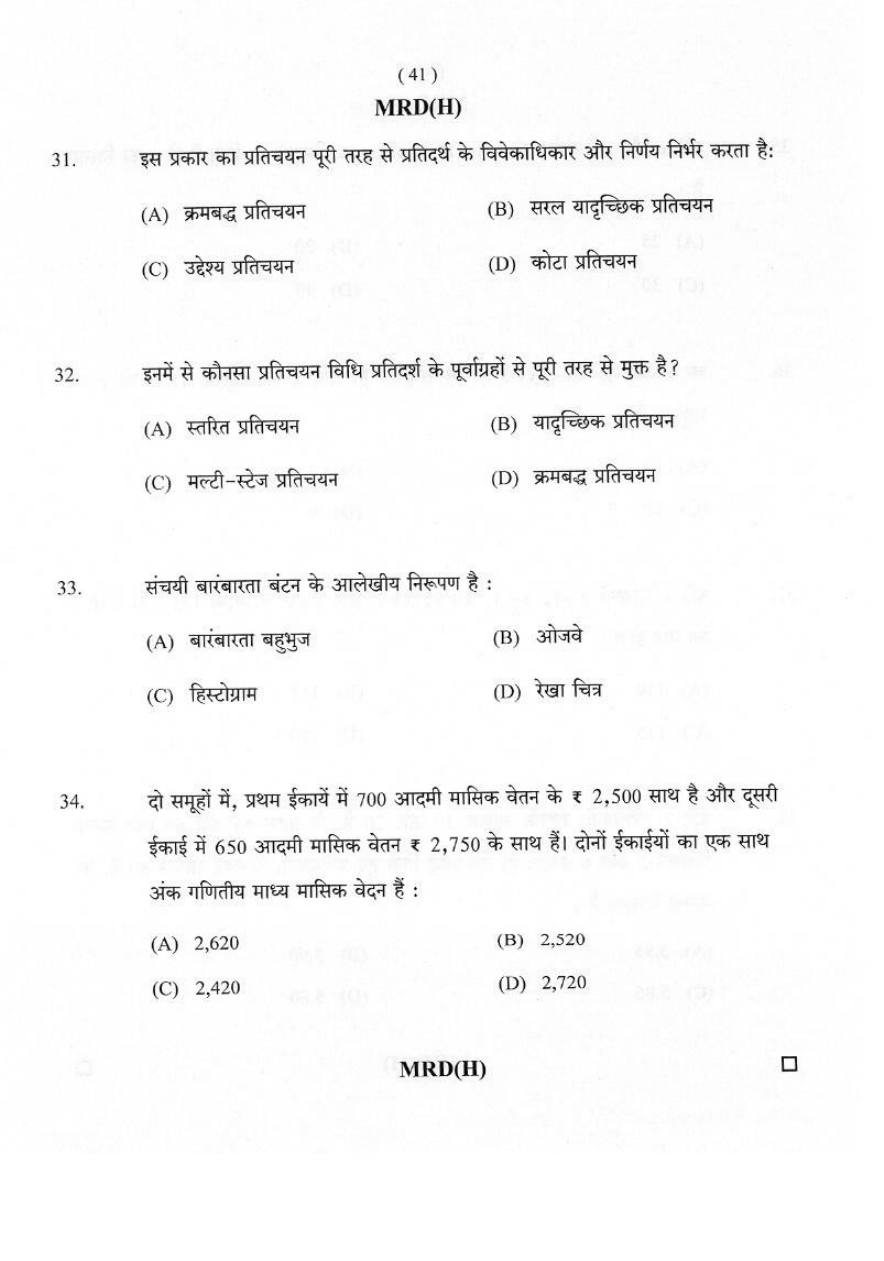 ( 41 )
MRD(H)
31. इस प्रकार का प्रतिचयन पूरी तरह से प्रतिदर्थ के विवेकाधिकार और निर्णय निर्भर करता है:
(A) क्रमबद्ध प्रतिचयन (B) सरल यादृच्छिक प्रतिचयन
(C) उद्देश्य प्रतिचयन (D) कोटा प्रतिचयन
32. इनमें से कौनसा प्रतिचयन विधि प्रतिदर्श के पूर्वाग्रहों से पूरी तरह से मुक्त है?
(A) स्तरित प्रतिचयन (B) यादृच्छिक प्रतिचयन
(C) मल्टी-स्टेज प्रतिचयन (D) क्रमबद्ध प्रतिचयन
33. संचयी बारंबारता बंटन के आलेखीय निरूपण है :
(A) बारंबारता बहुभुज (B) ओजवे
(C) हिस्टोग्राम (D) रेखा चित्र
34. दो समूहों में, प्रथम ईकायें में 700 आदमी मासिक वेतन के ₹ 2,500 साथ है और दूसरी
ईकाई में 650 आदमी मासिक वेतन ₹ 2,750 के साथ हैं। दोनों ईकाईयों का एक साथ
अंक गणितीय माध्य मासिक वेदन हैं :
(A) 2,620 (B) 2,520
(C) 2,420 (D) 2,720
MRD(H)